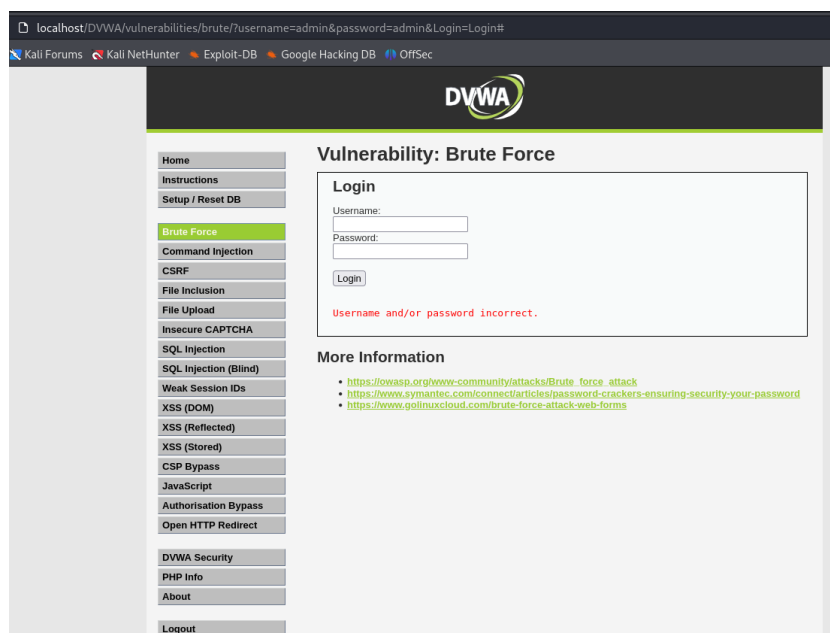 localhost/DVWA/vulnerabilities/brute/?username=admin&password=admin&Login=Login#
Kali Forums Kali NetHunter Exploit-DB Google Hacking DB OffSec
DVWA
Home
Instructions
Setup / Reset DB
Brute Force
Command Injection
CSRF
File Inclusion
File Upload
Insecure CAPTCHA
SQL Injection
SQL Injection (Blind)
Weak Session IDs
XSS (DOM)
XSS (Reflected)
XSS (Stored)
CSP Bypass
JavaScript
Authorisation Bypass
Open HTTP Redirect
DVWA Security
PHP Info
About
Logout
Vulnerability: Brute Force
Login
Username:
Password:
Login
Username and/or password incorrect.
More Information
https://owasp.org/www-community/attacks/Brute_force_attack
https://www.symantec.com/connect/articles/password-crackers-ensuring-security-your-password
https://www.golinuxcloud.com/brute-force-attack-web-forms